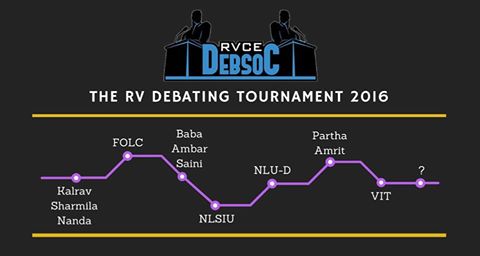 RVCE
DEBSOC
THE RV DEBATING TOURNAMENT 2016
Kalrav
Sharmila
Nanda
FOLC
Baba
Ambar
Saini
NLSIU
NLU-D
Partha
Amrit
VIT
?